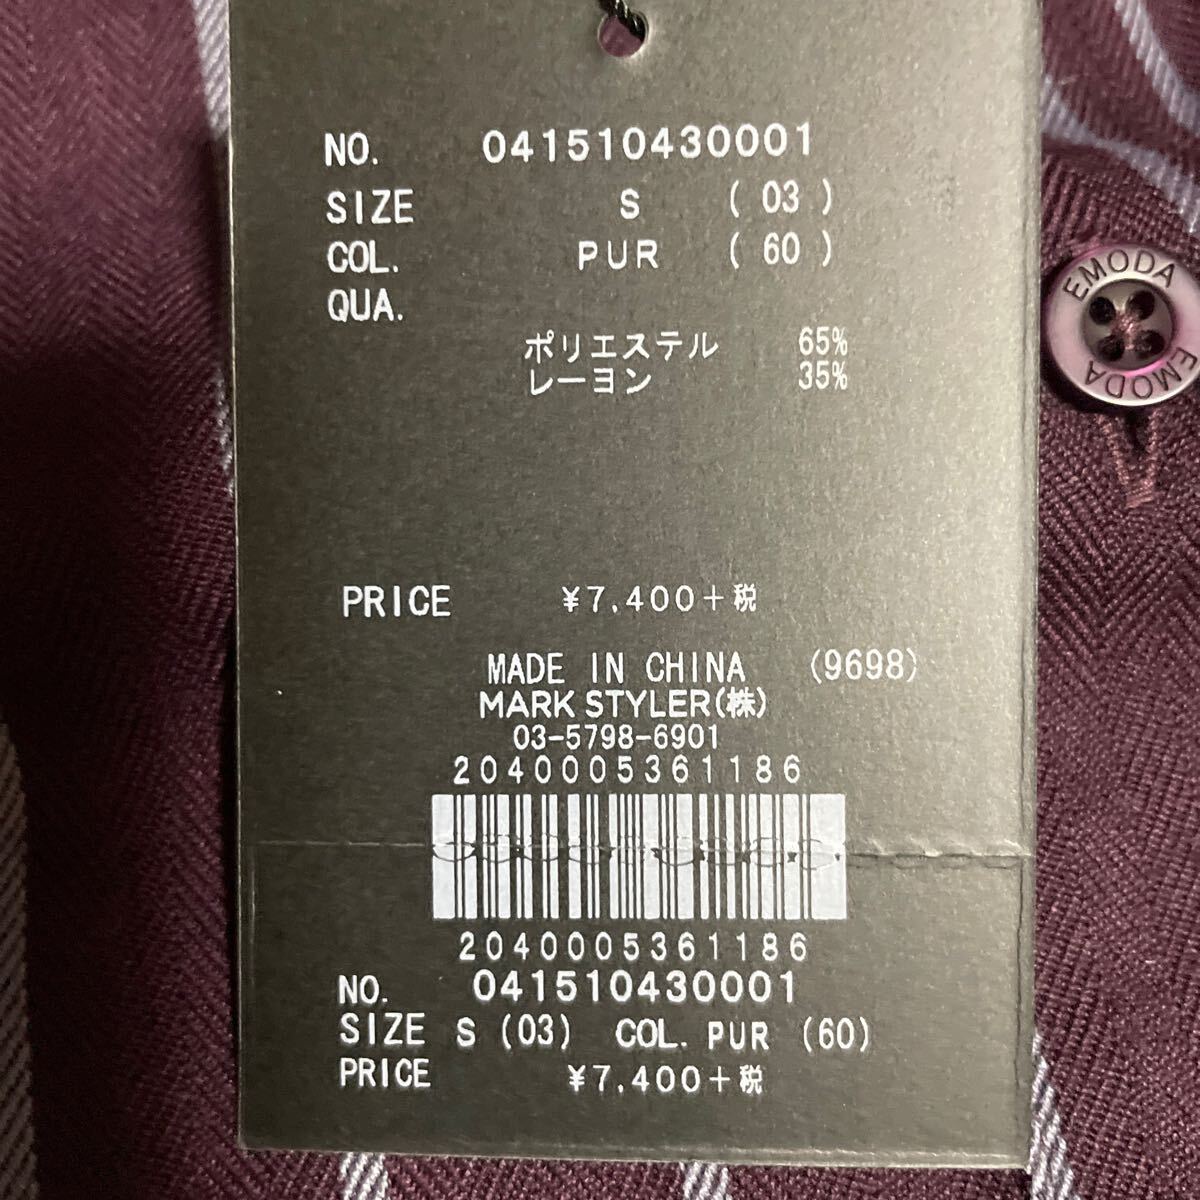 NO. 041510430001
SIZE S ( 03 )
COL. PUR ( 60 )
QUA.
ポリエステル 65%
レーヨン 35%
PRICE ¥7,400+税
MADE IN CHINA (9698)
MARK STYLER(株)
03-5798-6901
2040005361186
2040005361186
NO. 041510430001
SIZE S (03) COL. PUR (60)
PRICE ¥7,400+税
EMODA
EMODA